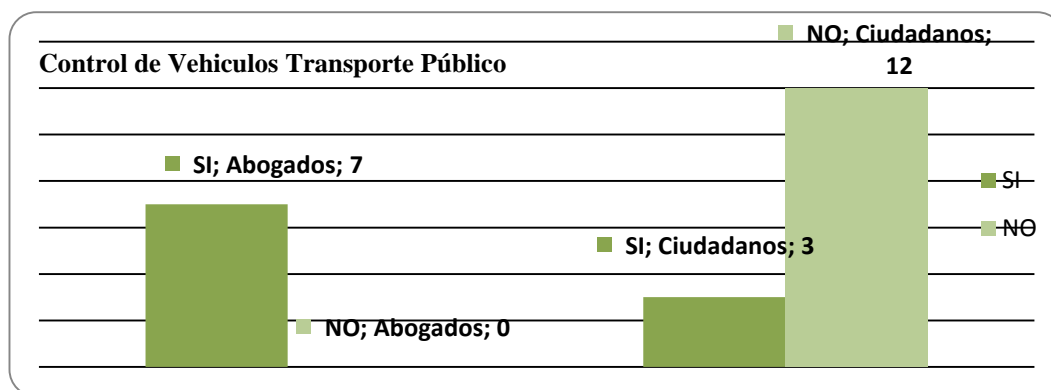 NO; Ciudadanos;
12
Control de Vehiculos Transporte Público
SI; Abogados; 7
SI
NO
SI; Ciudadanos; 3
NO; Abogados; 0